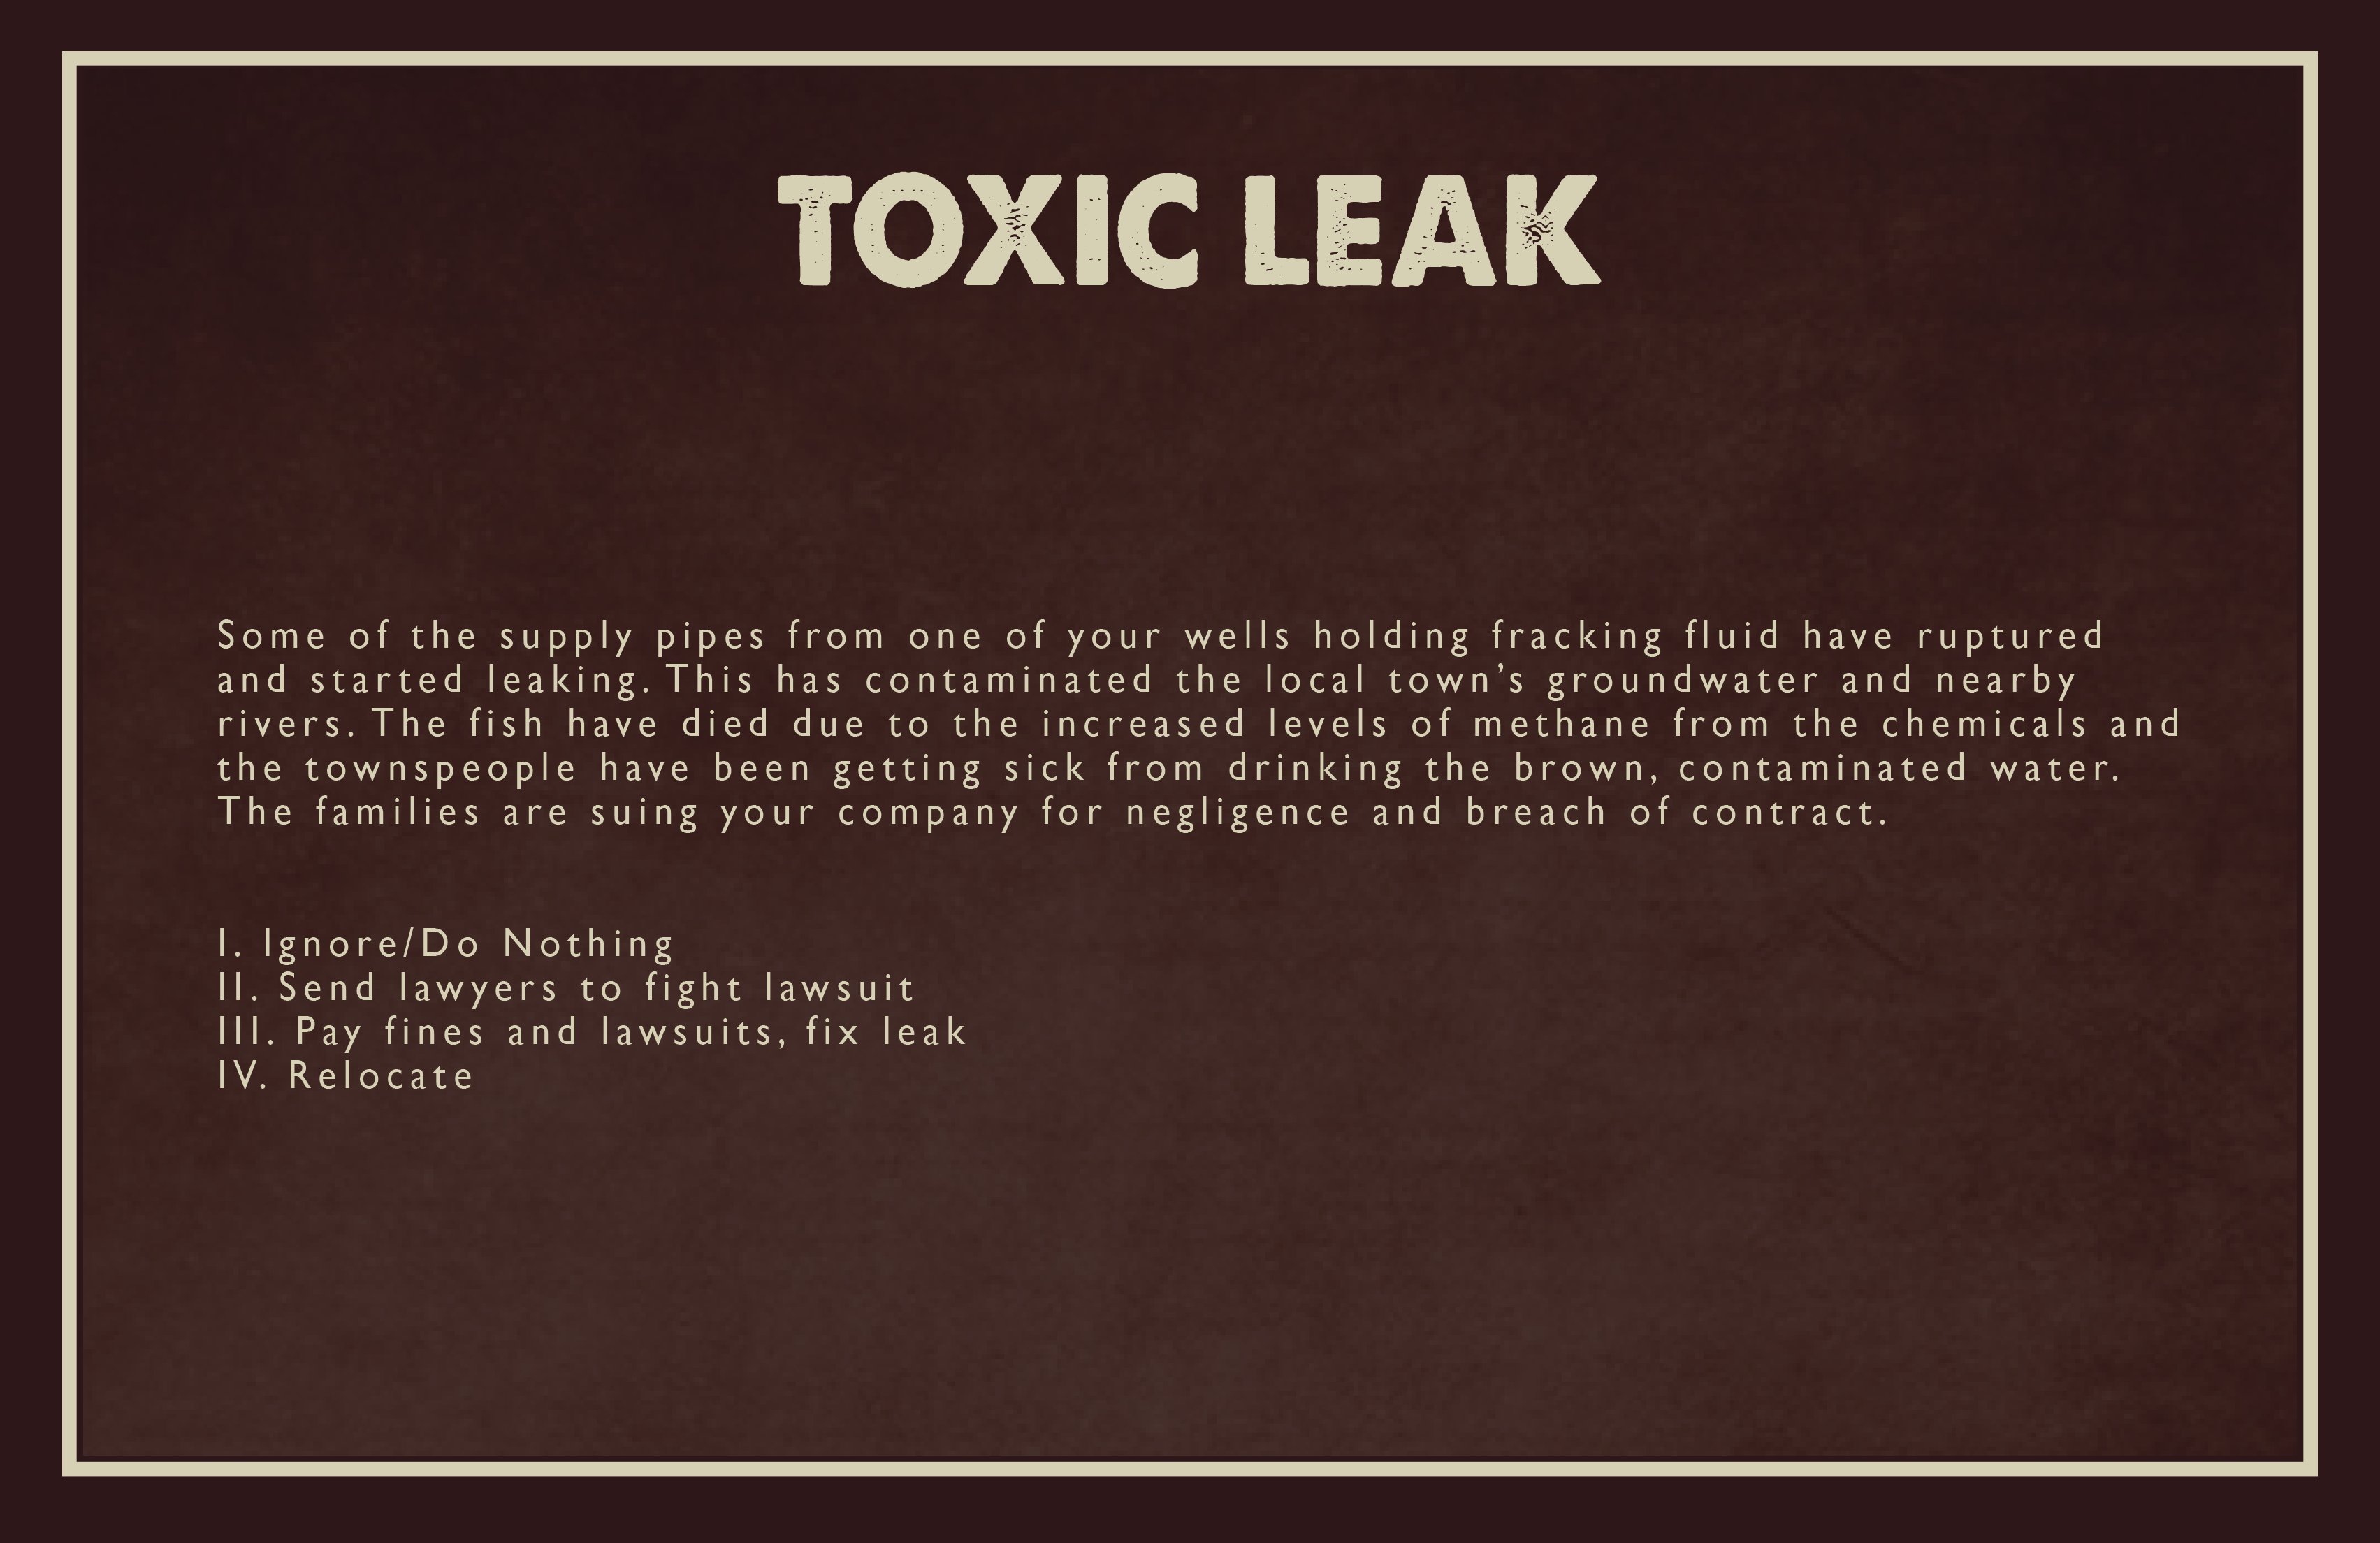 TOXIC LEAK
Some of the supply pipes from one of your wells holding fracking fluid have ruptured
and started leaking. This has contaminated the local town’s groundwater and nearby
rivers. The fish have died due to the increased levels of methane from the chemicals and
the townspeople have been getting sick from drinking the brown, contaminated water.
The families are suing your company for negligence and breach of contract.
I. Ignore/Do Nothing
II. Send lawyers to fight lawsuit
III. Pay fines and lawsuits, fix leak
IV. Relocate